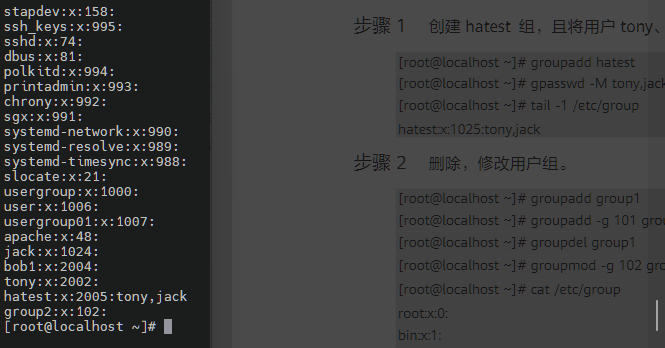 stapdev:x:158:
ssh_keys:x:995:
sshd:x:74:
dbus:x:81:
polkitd:x:994:
printadmin:x:993:
chrony:x:992:
sgx:x:991:
systemd-network:x:990:
systemd-resolve:x:989:
systemd-timesync:x:988:
slocate:x:21:
usergroup:x:1000:
user:x:1006:
usergroup01:x:1007:
apache:x:48:
jack:x:1024:
bob1:x:2004:
tony:x:2002:
hatest:x:2005:tony,jack
group2:x:102:
[root@localhost ~]#
步骤 1 创建 hatest 组，且将用户 tony、
[root@localhost ~]# groupadd hatest
[root@localhost ~]# gpasswd -M tony,jack
[root@localhost ~]# tail -1 /etc/group
hatest:x:1025:tony,jack
步骤 2 删除，修改用户组。
[root@localhost ~]# groupadd group1
[root@localhost ~]# groupadd -g 101 grou
[root@localhost ~]# groupdel group1
[root@localhost ~]# groupmod -g 102 gro
[root@localhost ~]# cat /etc/group
root:x:0:
bin:x:1: